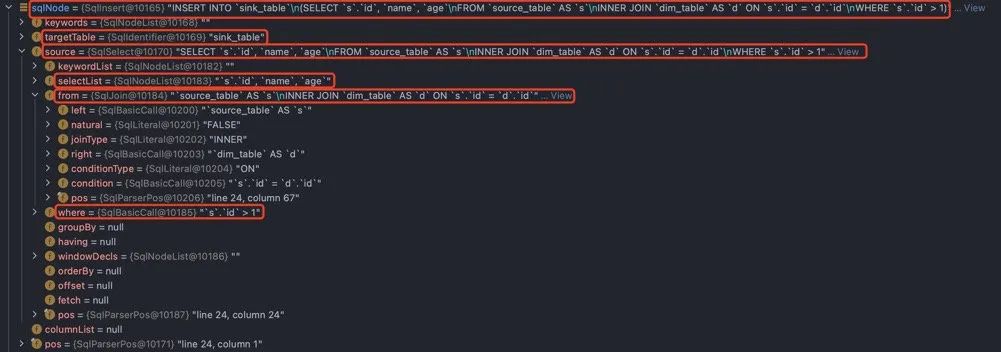 sqlNode = {SqlInsert@10165} "INSERT INTO `sink_table`\n(SELECT `s`.`id`, `name`, `age`\nFROM `source_table` AS `s`\nINNER JOIN `dim_table` AS `d` ON `s`.`id` = `d`.`id`\nWHERE `s`.`id` > 1)... View
keywords = {SqlNodeList@10168} ""
targetTable = {SqlIdentifier@10169} "sink_table"
source = {SqlSelect@10170} "SELECT `s`.`id`, `name`, `age`\nFROM `source_table` AS `s`\nINNER JOIN `dim_table` AS `d` ON `s`.`id` = `d`.`id`\nWHERE `s`.`id` > 1"... View
keywordList = {SqlNodeList@10182} ""
selectList = {SqlNodeList@10183} "`s`.`id`, `name`, `age`"
from = {SqlJoin@10184} "`source_table` AS `s`\nINNER JOIN `dim_table` AS `d` ON `s`.`id` = `d`.`id`"... View
left = {SqlBasicCall@10200} "`source_table` AS `s`"
natural = {SqlLiteral@10201} "FALSE"
joinType = {SqlLiteral@10202} "INNER"
right = {SqlBasicCall@10203} "`dim_table` AS `d`"
conditionType = {SqlLiteral@10204} "ON"
condition = {SqlBasicCall@10205} "`s`.`id` = `d`.`id`"
pos = {SqlParserPos@10206} "line 24, column 67"
where = {SqlBasicCall@10185} "`s`.`id` > 1"
groupBy = null
having = null
windowDecls = {SqlNodeList@10186} ""
orderBy = null
offset = null
fetch = null
pos = {SqlParserPos@10187} "line 24, column 24"
columnList = null
pos = {SqlParserPos@10171} "line 24, column 1"